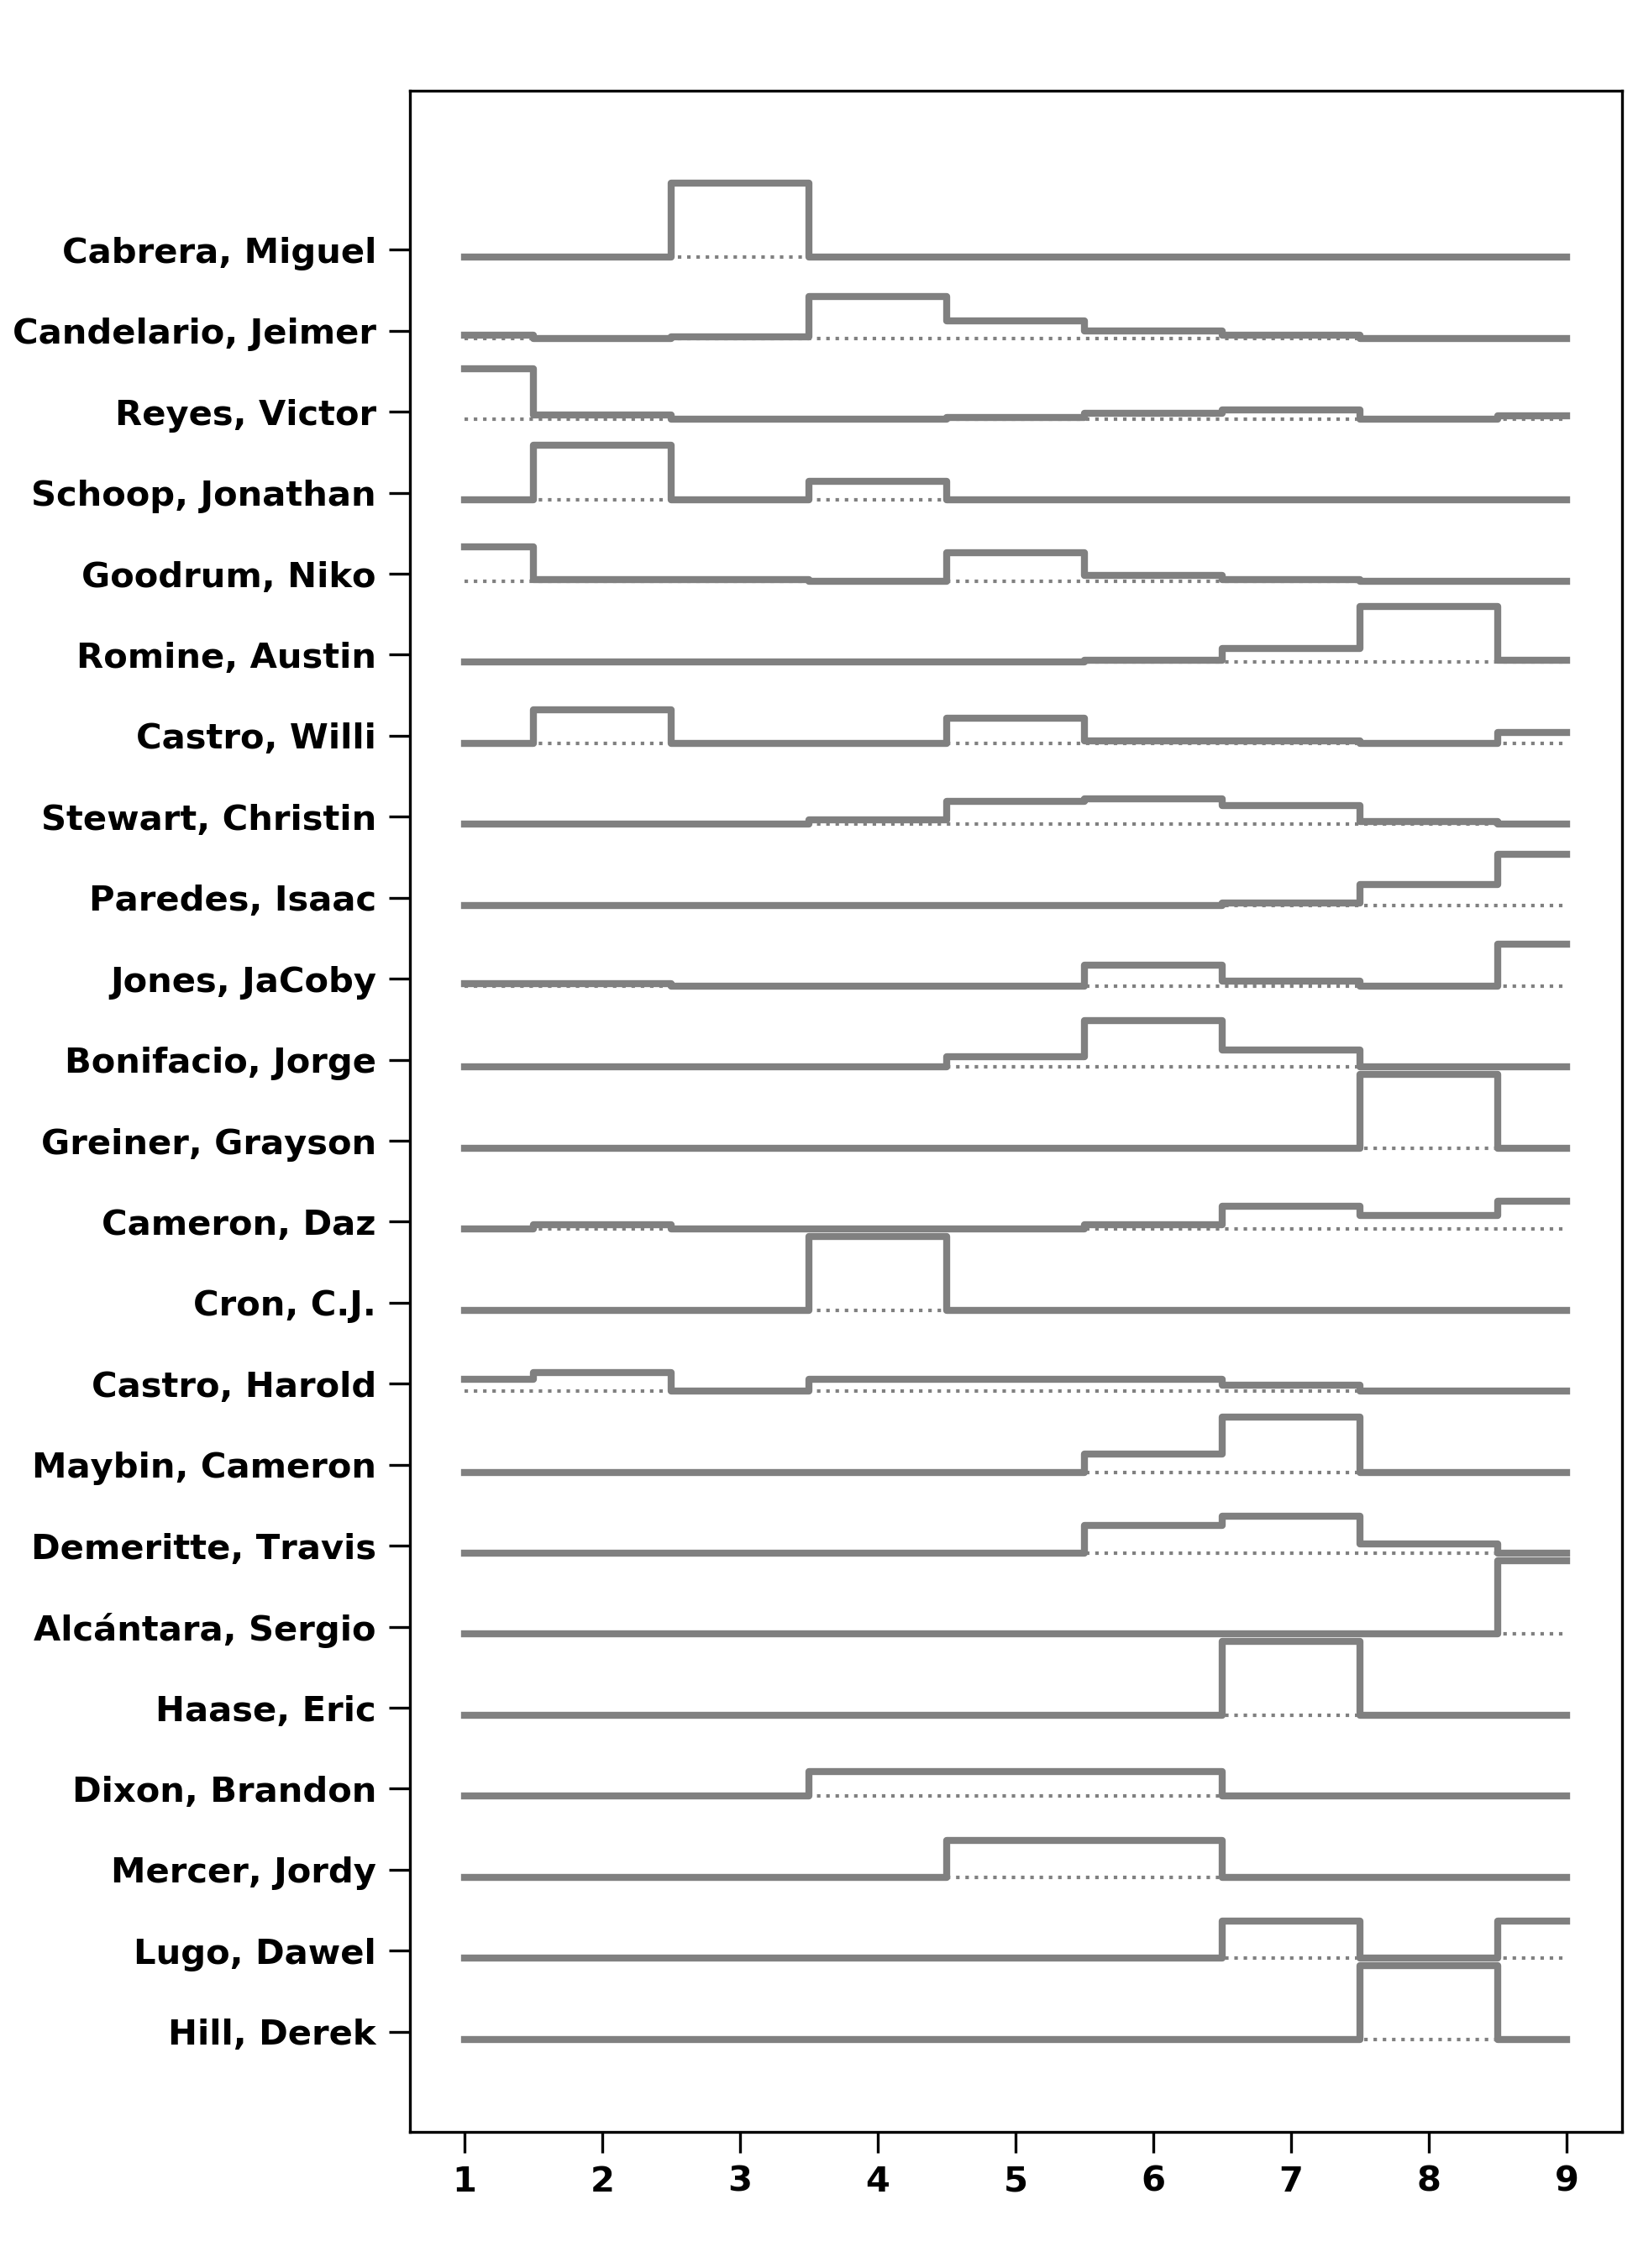 Cabrera, Miguel
Candelario, Jeimer
Reyes, Victor
Schoop, Jonathan
Goodrum, Niko
Romine, Austin
Castro, Willi
Stewart, Christin
Paredes, Isaac
Jones, JaCoby
Bonifacio, Jorge
Greiner, Grayson
Cameron, Daz
Cron, C.J.
Castro, Harold
Maybin, Cameron
Demeritte, Travis
Alcántara, Sergio
Haase, Eric
Dixon, Brandon
Mercer, Jordy
Lugo, Dawel
Hill, Derek
1 2 3 4 5 6 7 8 9